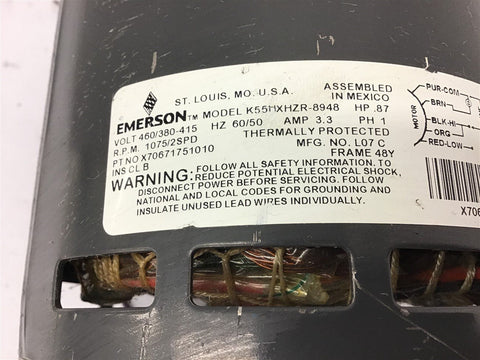 ST. LOUIS, MO. U.S.A. ASSEMBLED IN MEXICO
EMERSON™ MODEL K55HXHZR-8948 HP .87
VOLT 460/380-415 HZ 60/50 AMP 3.3 PH 1
R.P.M. 1075/2SPD THERMALLY PROTECTED
PT NO X70671751010 MFG. NO. L07 C
INS CL B FRAME 48Y
WARNING: FOLLOW ALL SAFETY INFORMATION. TO
REDUCE POTENTIAL ELECTRICAL SHOCK,
DISCONNECT POWER BEFORE SERVICING. FOLLOW
NATIONAL AND LOCAL CODES FOR GROUNDING AND
INSULATE UNUSED LEAD WIRES INDIVIDUALLY.
MOTOR
PUR-COM
BRN
BLK-HI
ORG
RED-LOW
X706